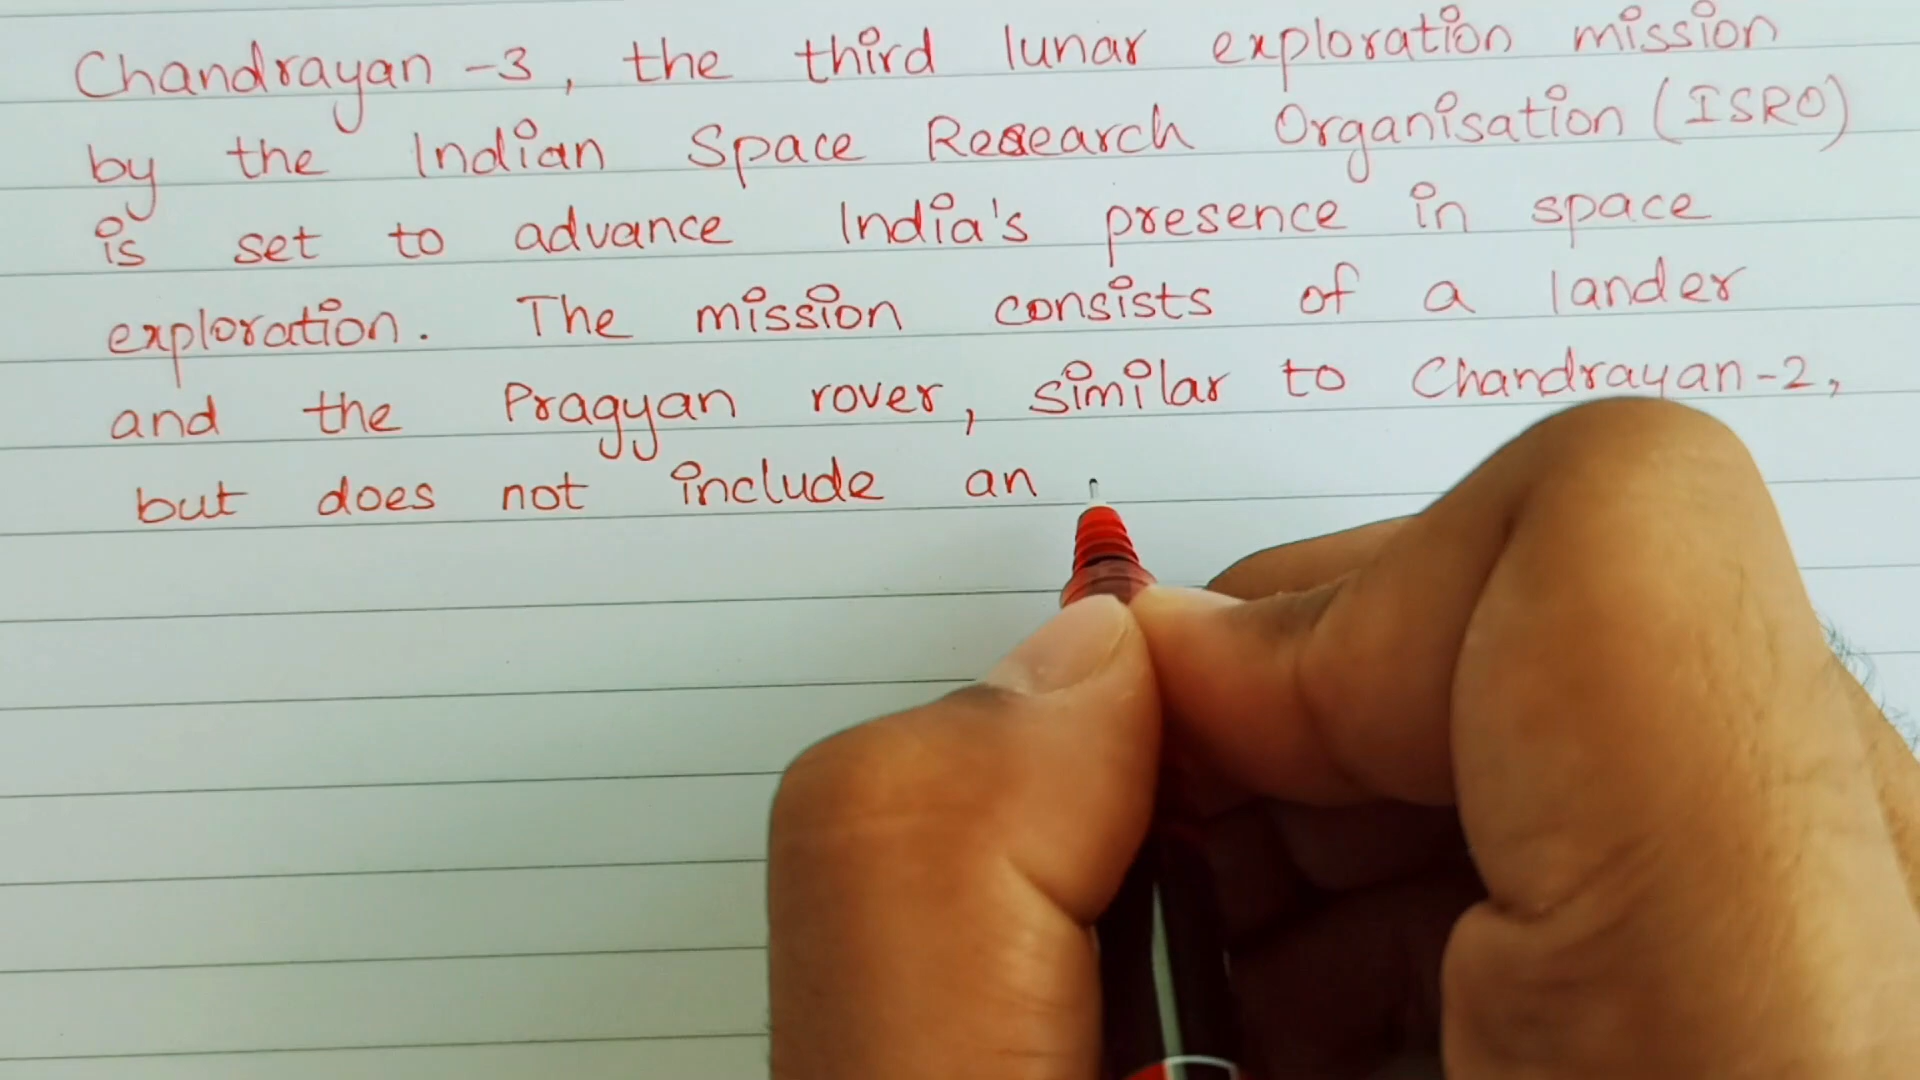 Chandrayan -3, the third lunar exploration mission
by the Indian Space Research Organisation (ISRO)
is set to advance India's presence in space
exploration. The mission consists of a lander
and the Pragyan rover, similar to Chandrayan-2,
but does not include an